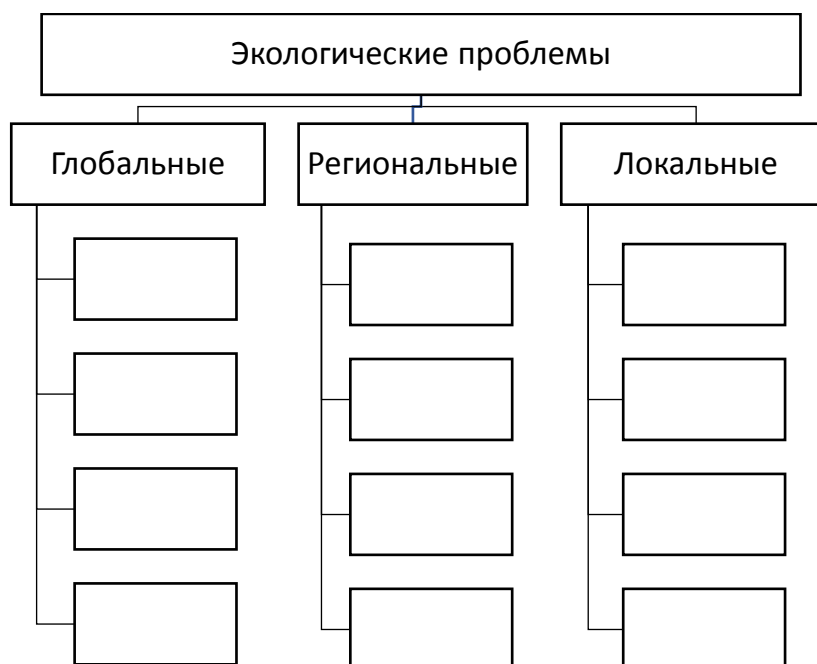 Экологические проблемы
Глобальные
Региональные
Локальные